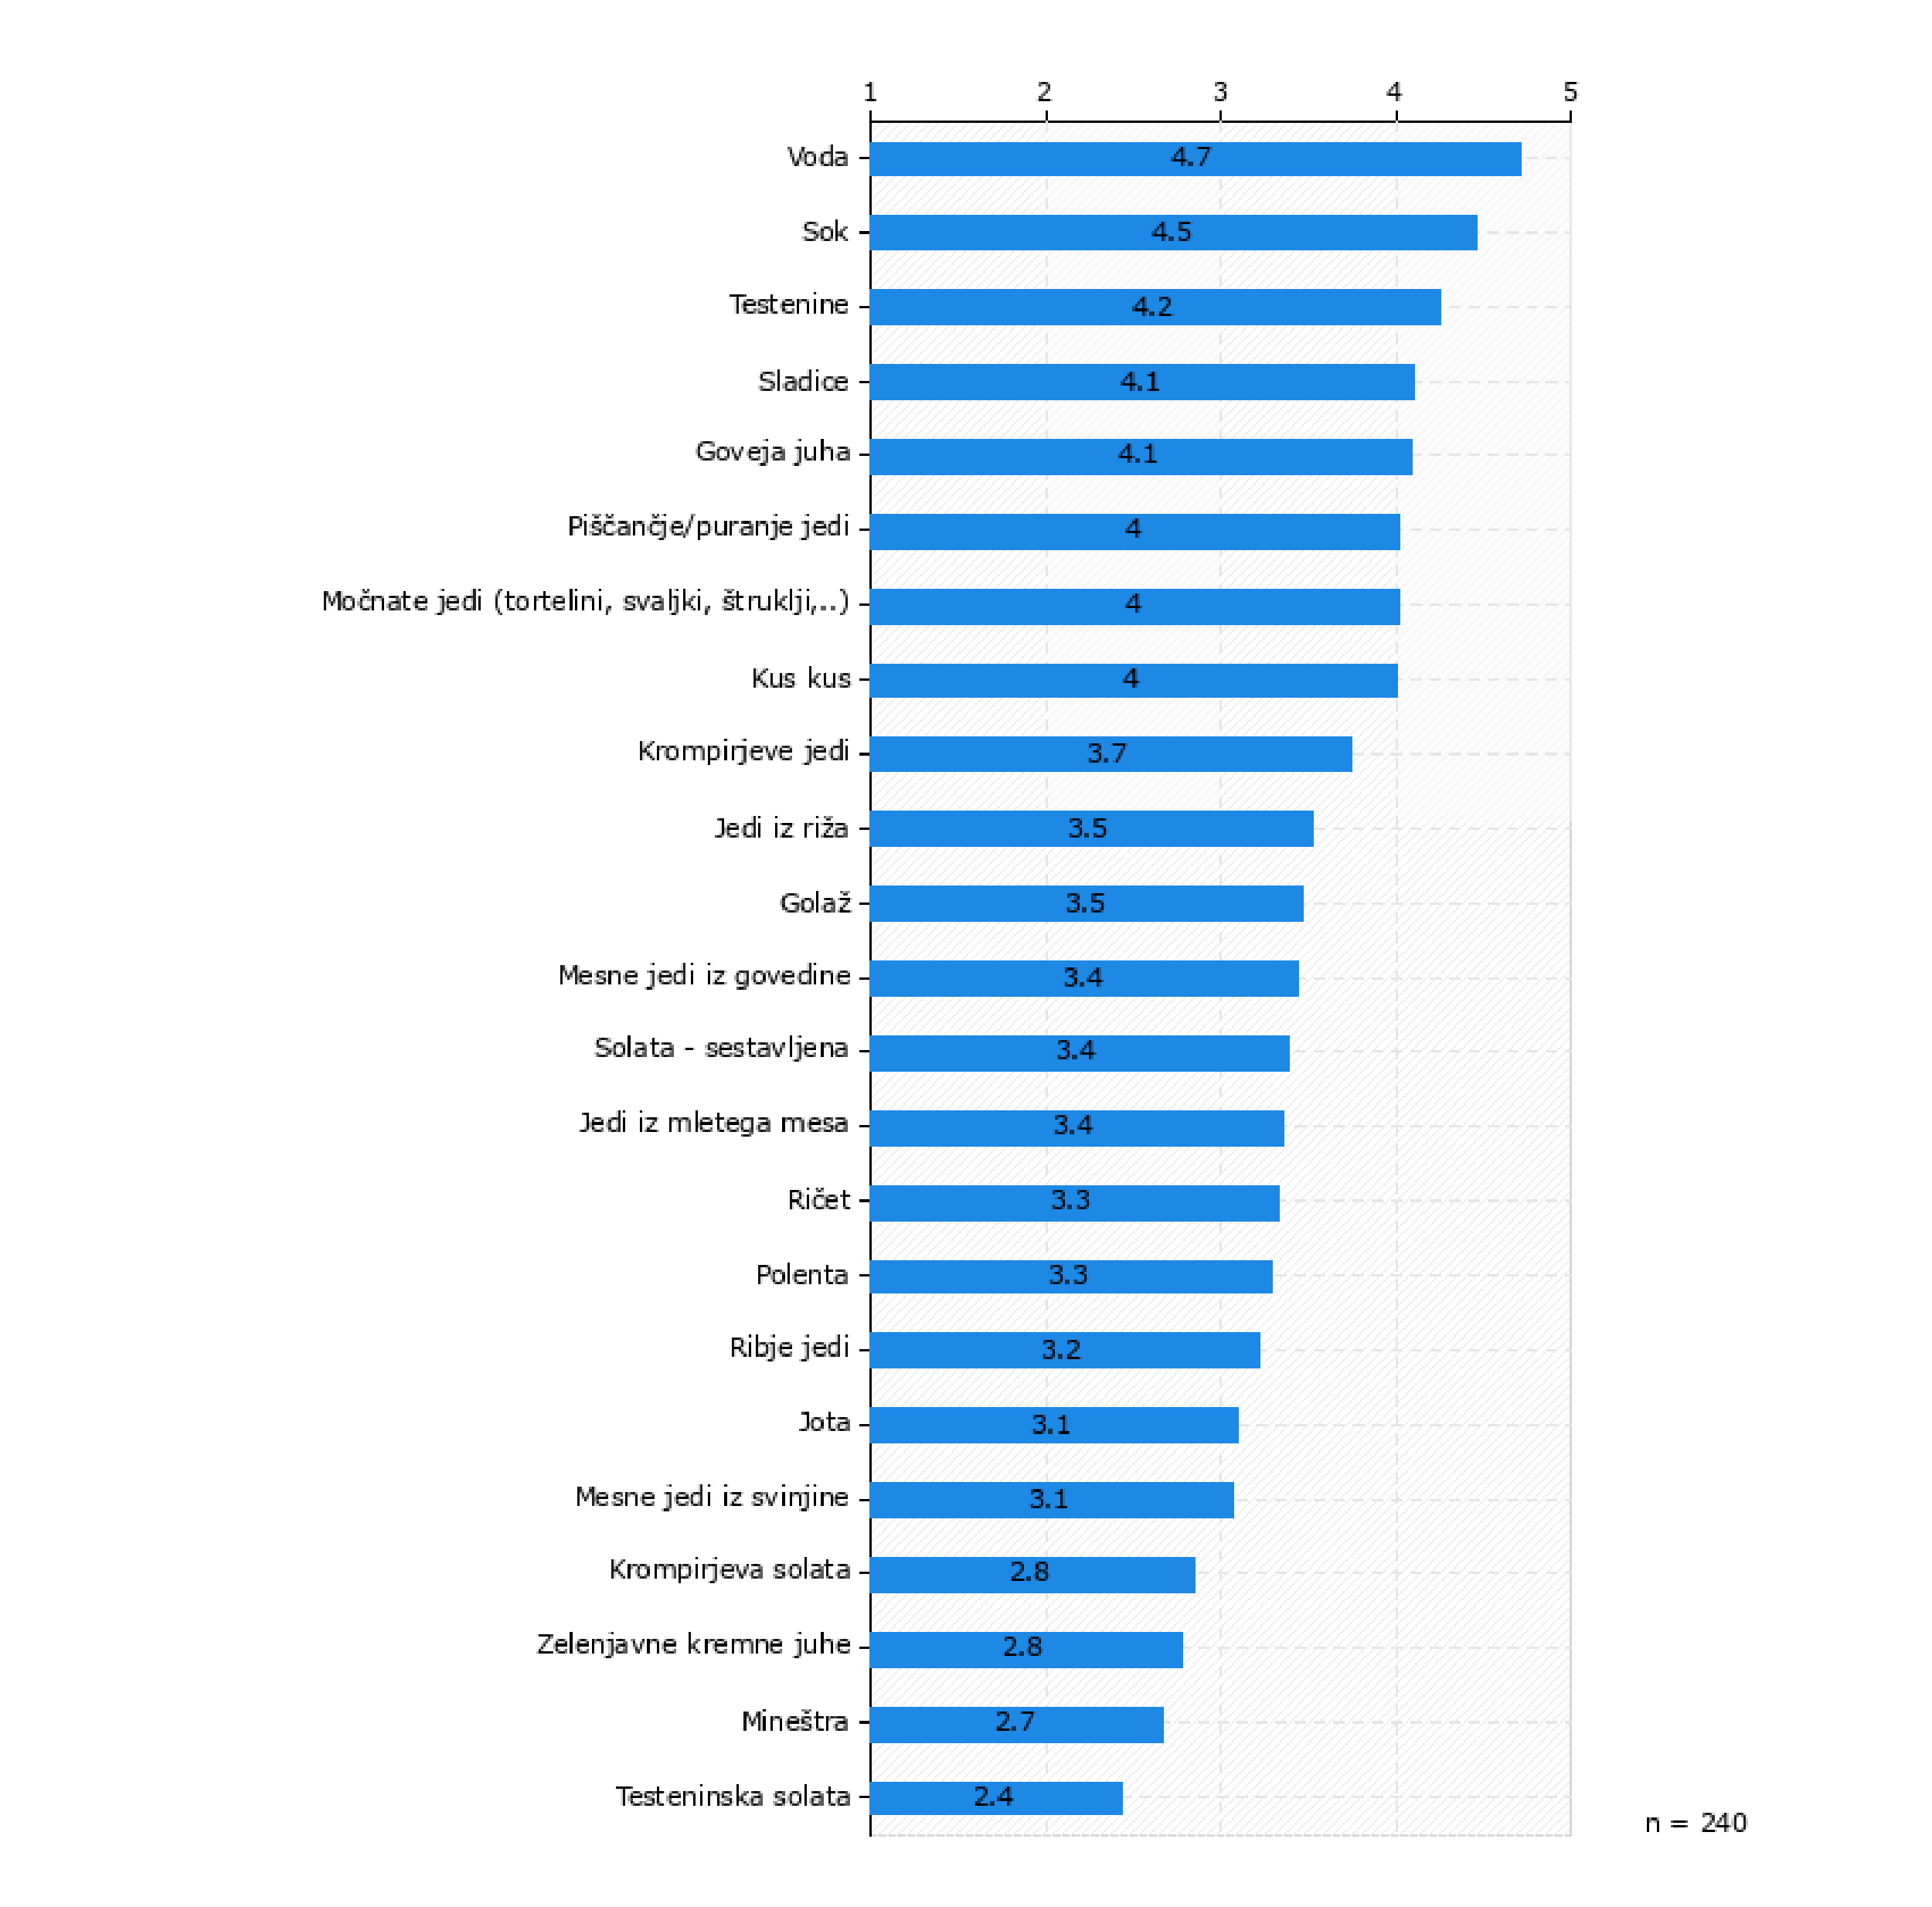 1 2 3 4 5
Voda 4.7
Sok 4.5
Testenine 4.2
Sladice 4.1
Goveja juha 4.1
Piščančje/puranje jedi 4
Močnate jedi (tortelini, svaljki, štruklji,..) 4
Kus kus 4
Krompirjeve jedi 3.7
Jedi iz riža 3.5
Golaž 3.5
Mesne jedi iz govedine 3.4
Solata - sestavljena 3.4
Jedi iz mletega mesa 3.4
Ričet 3.3
Polenta 3.3
Ribje jedi 3.2
Jota 3.1
Mesne jedi iz svinjine 3.1
Krompirjeva solata 2.8
Zelenjavne kremne juhe 2.8
Mineštra 2.7
Testeninska solata 2.4
n = 240